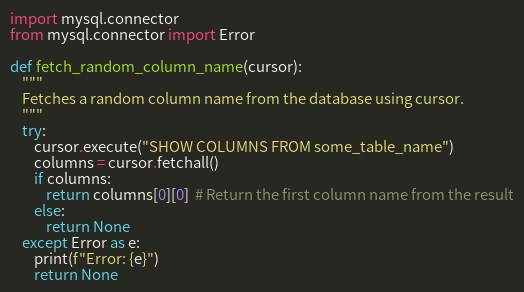 import mysql.connector
from mysql.connector import Error

def fetch_random_column_name(cursor):
    """
    Fetches a random column name from the database using cursor.
    """
    try:
        cursor.execute("SHOW COLUMNS FROM some_table_name")
        columns = cursor.fetchall()
        if columns:
            return columns[0][0]  # Return the first column name from the result
        else:
            return None
    except Error as e:
        print(f"Error: {e}")
        return None